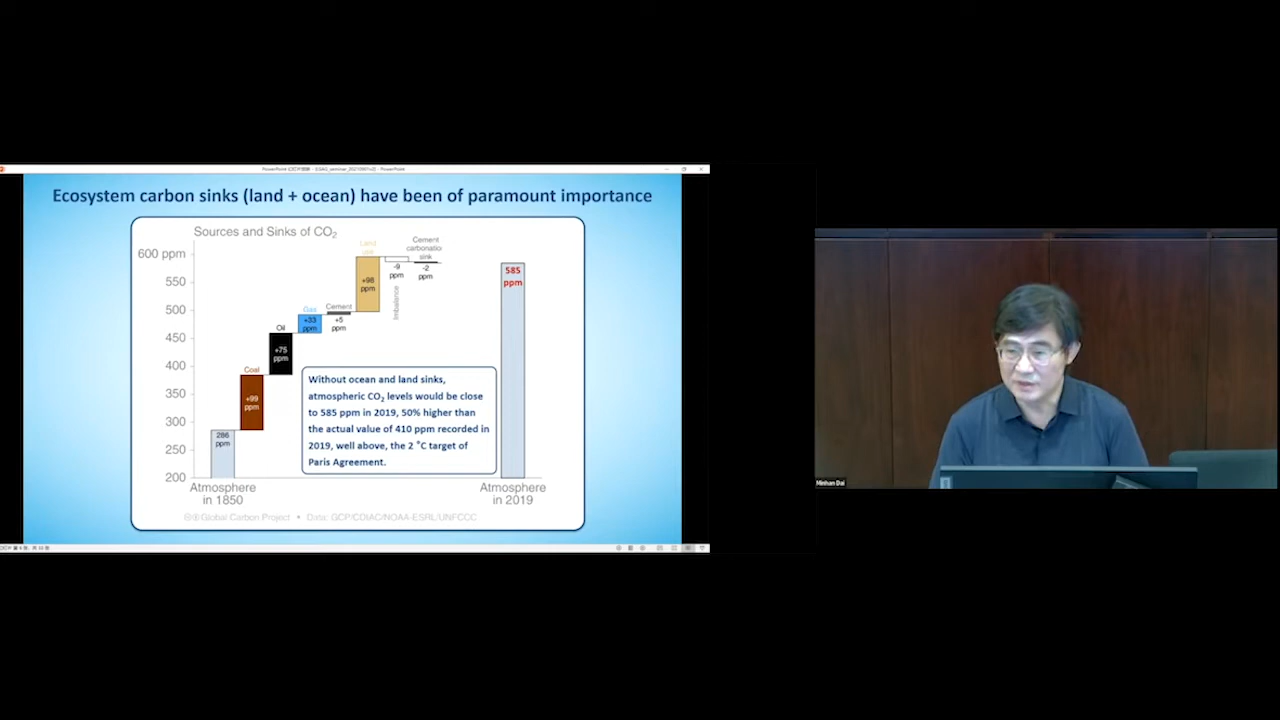 Ecosystem carbon sinks (land + ocean) have been of paramount importance
Sources and Sinks of CO2
600 ppm
550
500
450
400
350
300
250
200
286
ppm
Coal
+99
ppm
Oil
+75
ppm
Gas
+33
ppm
Cement
+5
ppm
Land
use
+98
ppm
-9
ppm
Imbalance
Cement
carbonation
sink
-2
ppm
585
ppm
Without ocean and land sinks,
atmospheric CO2 levels would be close
to 585 ppm in 2019, 50% higher than
the actual value of 410 ppm recorded in
2019, well above, the 2 °C target of
Paris Agreement.
Atmosphere
in 1850
Atmosphere
in 2019
Global Carbon Project • Data: GCP/CDIAC/NOAA-ESRL/UNFCCC
Minhan Dai